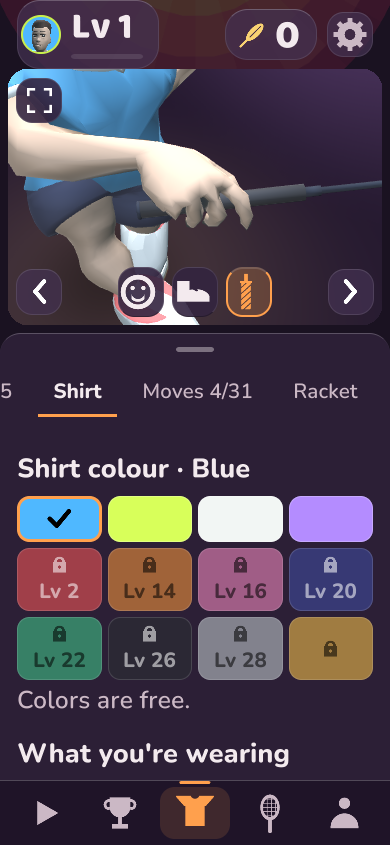 Lv 1
0
5
Shirt
Moves 4/31
Racket
Shirt colour · Blue
Lv 2
Lv 14
Lv 16
Lv 20
Lv 22
Lv 26
Lv 28
Colors are free.
What you're wearing